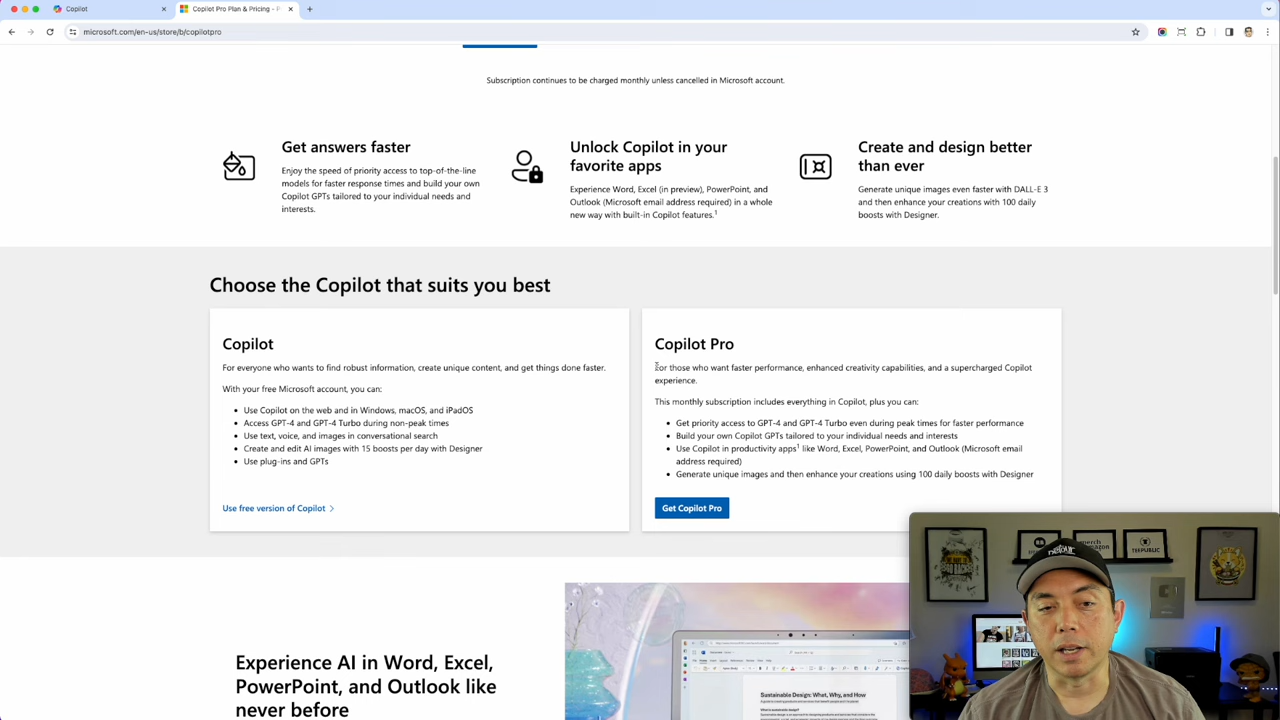 Copilot
Copilot Pro Plan & Pricing - P
microsoft.com/en-us/store/b/copilotpro
Subscription continues to be charged monthly unless cancelled in Microsoft account.
Get answers faster
Enjoy the speed of priority access to top-of-the-line
models for faster response times and build your own
Copilot GPTs tailored to your individual needs and
interests.
Unlock Copilot in your
favorite apps
Experience Word, Excel (in preview), PowerPoint, and
Outlook (Microsoft email address required) in a whole
new way with built-in Copilot features.1
Create and design better
than ever
Generate unique images even faster with DALL-E 3
and then enhance your creations with 100 daily
boosts with Designer.
Choose the Copilot that suits you best
Copilot
For everyone who wants to find robust information, create unique content, and get things done faster.
With your free Microsoft account, you can:
Use Copilot on the web and in Windows, macOS, and iPadOS
Access GPT-4 and GPT-4 Turbo during non-peak times
Use text, voice, and images in conversational search
Create and edit AI images with 15 boosts per day with Designer
Use plug-ins and GPTs
Use free version of Copilot
Copilot Pro
For those who want faster performance, enhanced creativity capabilities, and a supercharged Copilot
experience.
This monthly subscription includes everything in Copilot, plus you can:
Get priority access to GPT-4 and GPT-4 Turbo even during peak times for faster performance
Build your own Copilot GPTs tailored to your individual needs and interests
Use Copilot in productivity apps1 like Word, Excel, PowerPoint, and Outlook (Microsoft email
address required)
Generate unique images and then enhance your creations using 100 daily boosts with Designer
Get Copilot Pro
Experience AI in Word, Excel,
PowerPoint, and Outlook like
never before
Sustainable Design: What, Why, and How
What is sustainable design?
merch
amazon
TEEPUBLIC